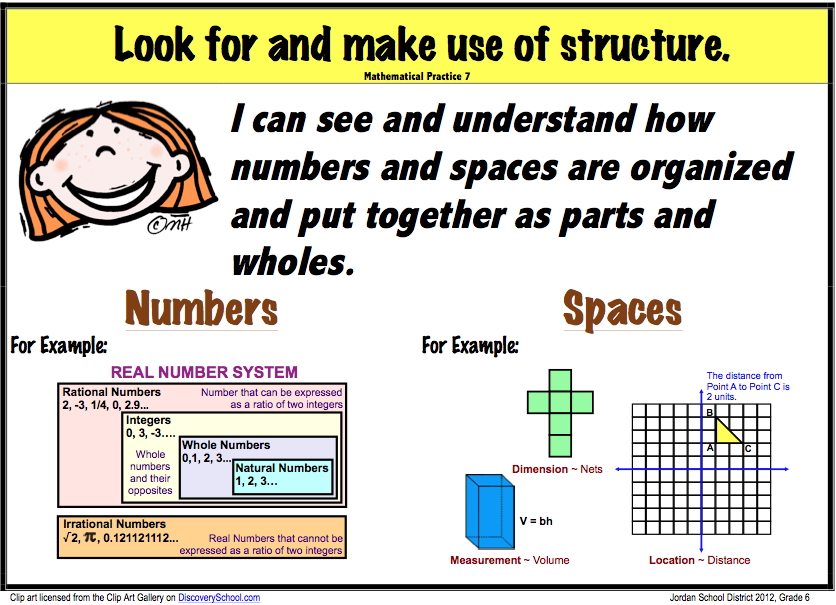 Look for and make use of structure.
Mathematical Practice 7
I can see and understand how
numbers and spaces are organized
and put together as parts and
wholes.
©MH
Numbers
For Example:
REAL NUMBER SYSTEM
Rational Numbers
2, -3, 1/4, 0, 2.9...
Number that can be expressed
as a ratio of two integers
Integers
0, 3, -3....
Whole
numbers
and their
opposites
Whole Numbers
0,1, 2, 3...
Natural Numbers
1, 2, 3...
Irrational Numbers
√2, π, 0.121121112...
Real Numbers that cannot be
expressed as a ratio of two integers
Spaces
For Example:
Dimension ~ Nets
V = bh
Measurement ~ Volume
The distance from
Point A to Point C is
2 units.
B
A
C
Location ~ Distance
Clip art licensed from the Clip Art Gallery on DiscoverySchool.com
Jordan School District 2012, Grade 6